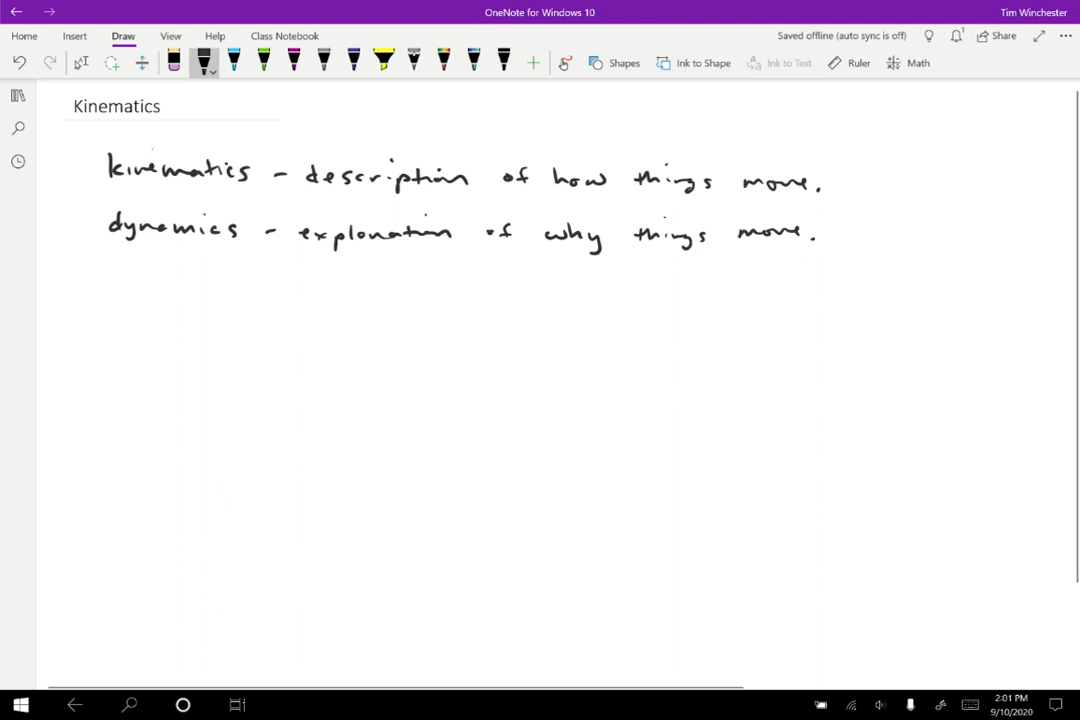 OneNote for Windows 10
Tim Winchester
Home Insert Draw View Help Class Notebook
Saved offline (auto sync is off) Share
Shapes Ink to Shape Ink to Text Ruler Math
Kinematics
kinematics - description of how things move.
dynamics - explanation of why things move.
2:01 PM
9/10/2020